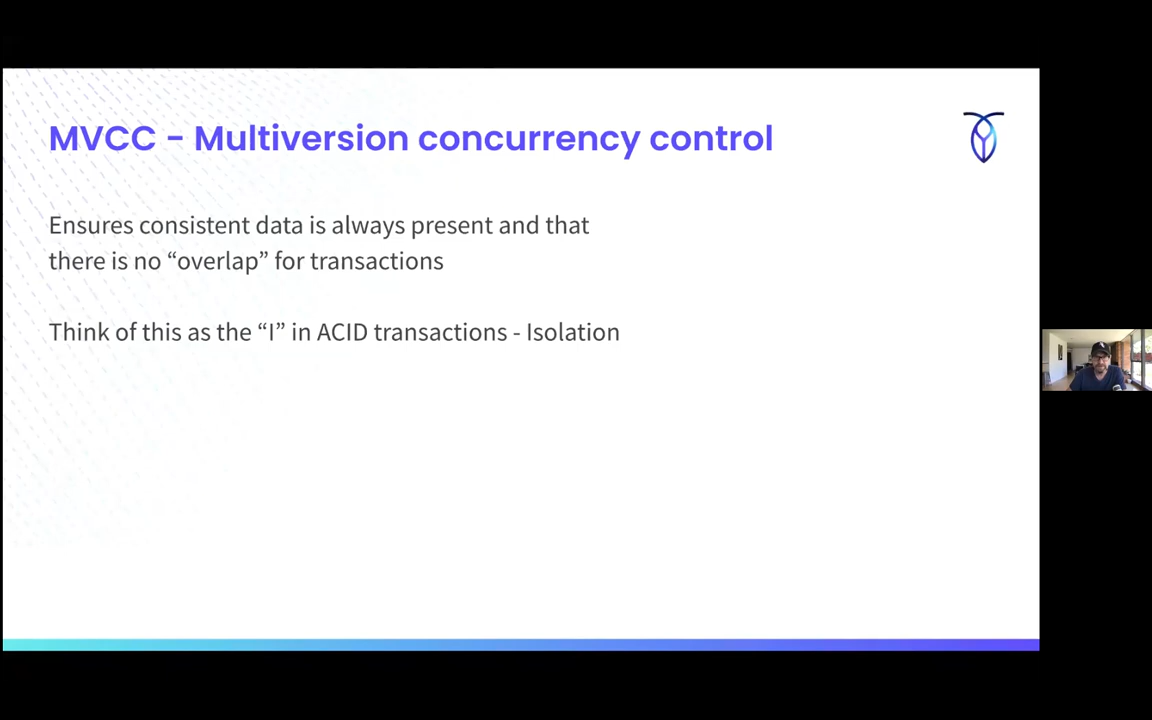 MVCC - Multiversion concurrency control
Ensures consistent data is always present and that
there is no “overlap” for transactions
Think of this as the “I” in ACID transactions - Isolation